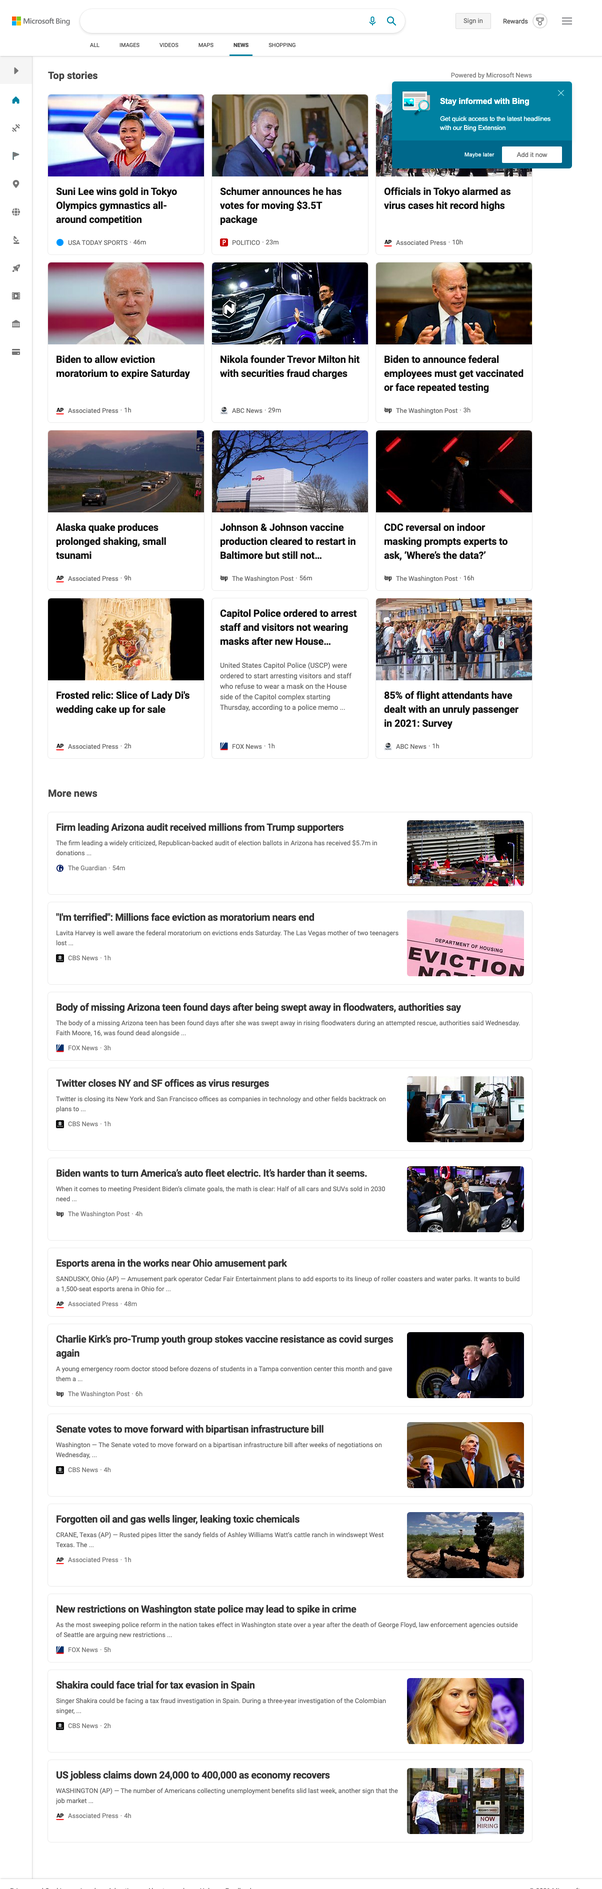 Microsoft Bing
Sign in
Rewards
ALL
IMAGES
VIDEOS
MAPS
NEWS
SHOPPING
Top stories
Powered by Microsoft News
Stay informed with Bing
Get quick access to the latest headlines
with our Bing Extension
Maybe later
Add it now
Suni Lee wins gold in Tokyo
Olympics gymnastics all-
around competition
USA TODAY SPORTS · 46m
Schumer announces he has
votes for moving $3.5T
package
POLITICO · 23m
Officials in Tokyo alarmed as
virus cases hit record highs
AP Associated Press · 10h
Biden to allow eviction
moratorium to expire Saturday
AP Associated Press · 1h
Nikola founder Trevor Milton hit
with securities fraud charges
ABC News · 29m
Biden to announce federal
employees must get vaccinated
or face repeated testing
wp The Washington Post · 3h
Alaska quake produces
prolonged shaking, small
tsunami
AP Associated Press · 9h
Johnson & Johnson vaccine
production cleared to restart in
Baltimore but still not...
wp The Washington Post · 56m
CDC reversal on indoor
masking prompts experts to
ask, ‘Where’s the data?’
wp The Washington Post · 16h
Frosted relic: Slice of Lady Di's
wedding cake up for sale
AP Associated Press · 2h
Capitol Police ordered to arrest
staff and visitors not wearing
masks after new House...
United States Capitol Police (USCP) were
ordered to start arresting visitors and staff
who refuse to wear a mask on the House
side of the Capitol complex starting
Thursday, according to a police memo ...
FOX News · 1h
85% of flight attendants have
dealt with an unruly passenger
in 2021: Survey
ABC News · 1h
More news
Firm leading Arizona audit received millions from Trump supporters
The firm leading a widely criticized, Republican-backed audit of election ballots in Arizona has received $5.7m in
donations ...
The Guardian · 54m
"I'm terrified": Millions face eviction as moratorium nears end
Lavita Harvey is well aware the federal moratorium on evictions ends Saturday. The Las Vegas mother of two teenagers
lost ...
CBS News · 1h
DEPARTMENT OF HOUSING
EVICTION
Body of missing Arizona teen found days after being swept away in floodwaters, authorities say
The body of a missing Arizona teen has been found days after she was swept away in rising floodwaters during an attempted rescue, authorities said Wednesday.
Faith Moore, 16, was found dead alongside ...
FOX News · 3h
Twitter closes NY and SF offices as virus resurges
Twitter is closing its New York and San Francisco offices as companies in technology and other fields backtrack on
plans to ...
CBS News · 1h
Biden wants to turn America’s auto fleet electric. It’s harder than it seems.
When it comes to meeting President Biden’s climate goals, the math is clear: Half of all cars and SUVs sold in 2030
need ...
wp The Washington Post · 4h
Esports arena in the works near Ohio amusement park
SANDUSKY, Ohio (AP) — Amusement park operator Cedar Fair Entertainment plans to add esports to its lineup of roller coasters and water parks. It wants to build
a 1,500-seat esports arena in Ohio for ...
AP Associated Press · 48m
Charlie Kirk’s pro-Trump youth group stokes vaccine resistance as covid surges
again
A young emergency room doctor stood before dozens of students in a Tampa convention center this month and gave
them a ...
wp The Washington Post · 6h
Senate votes to move forward with bipartisan infrastructure bill
Washington — The Senate voted to move forward on a bipartisan infrastructure bill after weeks of negotiations on
Wednesday, ...
CBS News · 4h
Forgotten oil and gas wells linger, leaking toxic chemicals
CRANE, Texas (AP) — Rusted pipes litter the sandy fields of Ashley Williams Watt's cattle ranch in windswept West
Texas. The ...
AP Associated Press · 1h
New restrictions on Washington state police may lead to spike in crime
As the most sweeping police reform in the nation takes effect in Washington state over a year after the death of George Floyd, law enforcement agencies outside
of Seattle are arguing new restrictions ...
FOX News · 5h
Shakira could face trial for tax evasion in Spain
Singer Shakira could be facing a tax fraud investigation in Spain. During a three-year investigation of the Colombian
singer, ...
CBS News · 2h
US jobless claims down 24,000 to 400,000 as economy recovers
WASHINGTON (AP) — The number of Americans collecting unemployment benefits slid last week, another sign that the
job market ...
AP Associated Press · 4h
NOW
HIRING